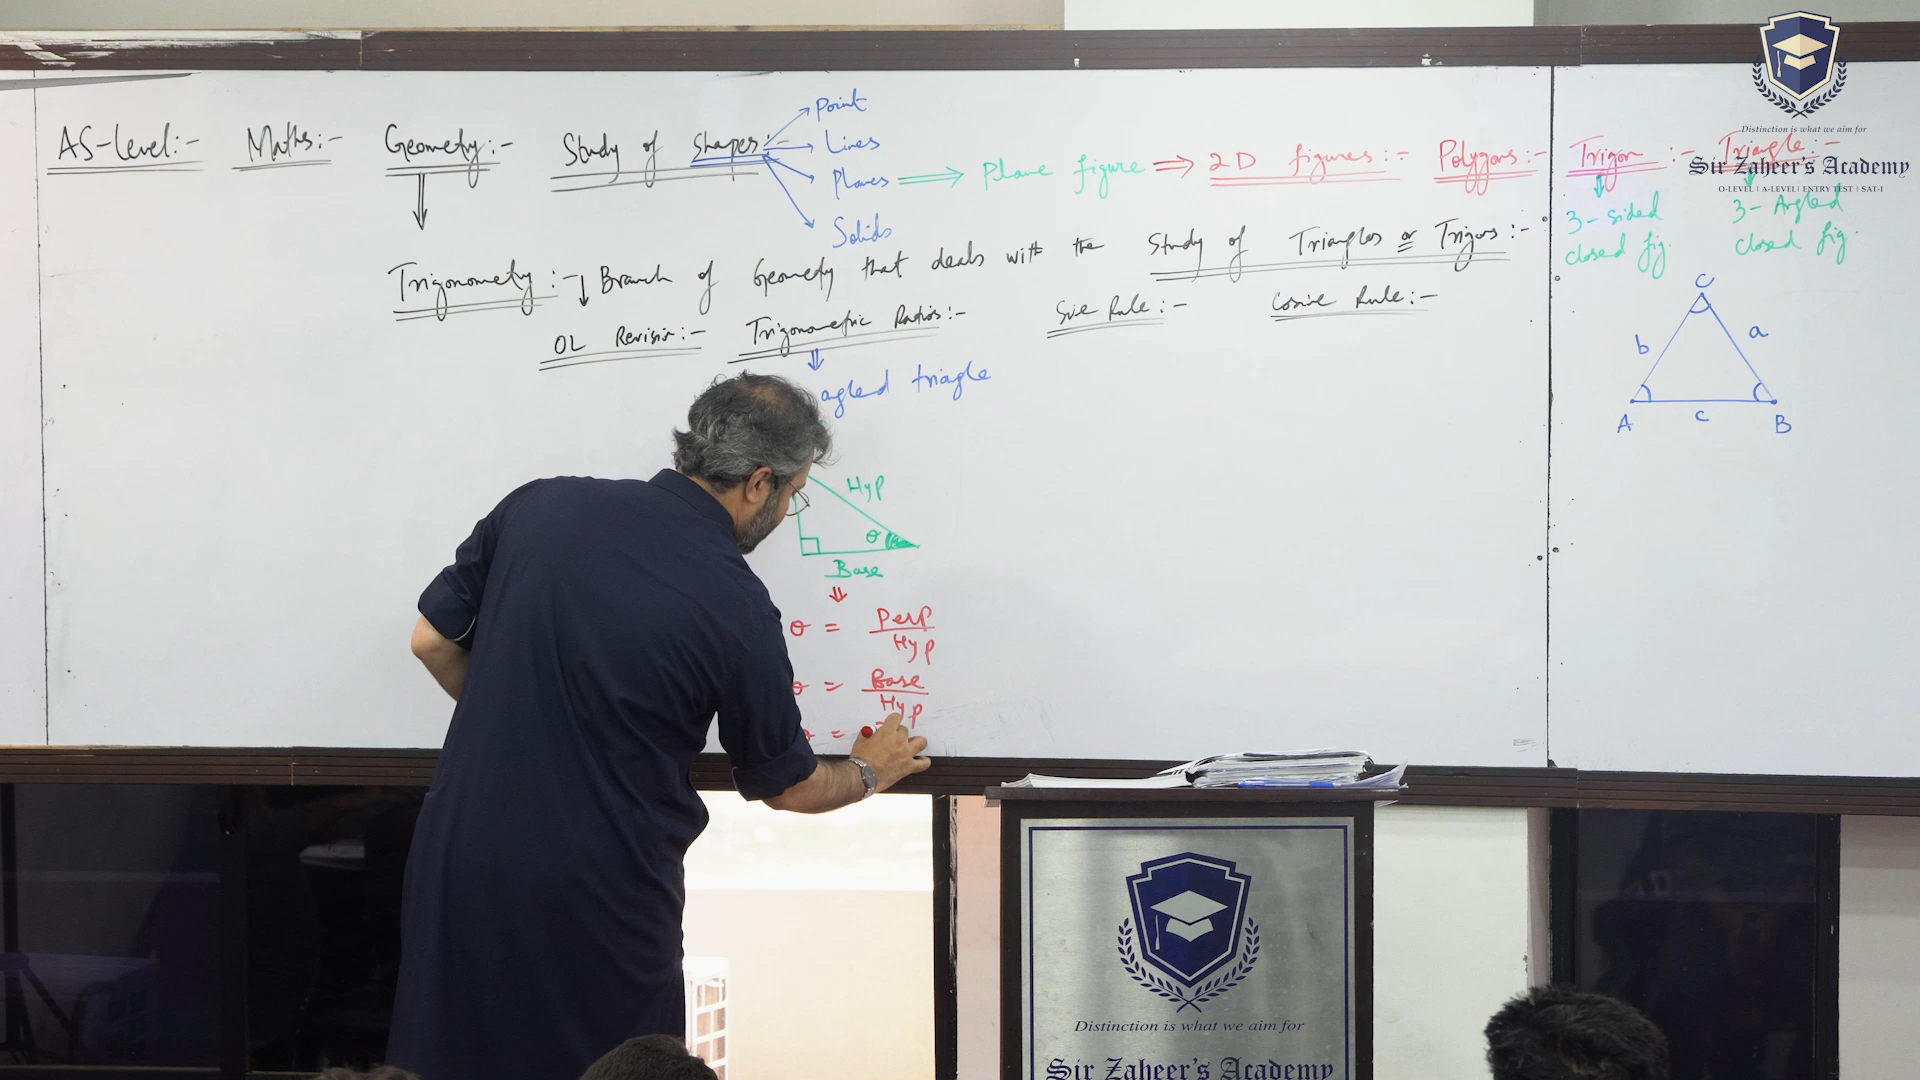 AS-Level:- Maths:- Geometry:- Study of Shapes:-
Point
Lines
Planes ⇒ Plane figure ⇒ 2D figures:- Polygons:- Trigon:- Triangle:-
Solids
3-sided
closed fig.
3-Angled
closed fig.
Trigonometry:- ↓ Branch of Geometry that deals with the Study of Triangles or Trigons:-
OL Revision:- Trigonometric Ratios:- Sine Rule:- Cosine Rule:-
angled triagle
Hyp
θ
Base
θ = Perp/Hyp
θ = Base/Hyp
θ =
C
b a
A c B
Distinction is what we aim for
Sir Zaheer's Academy
O-LEVEL | A-LEVEL | ENTRY TEST | SAT-I
Distinction is what we aim for
Sir Zaheer's Academy